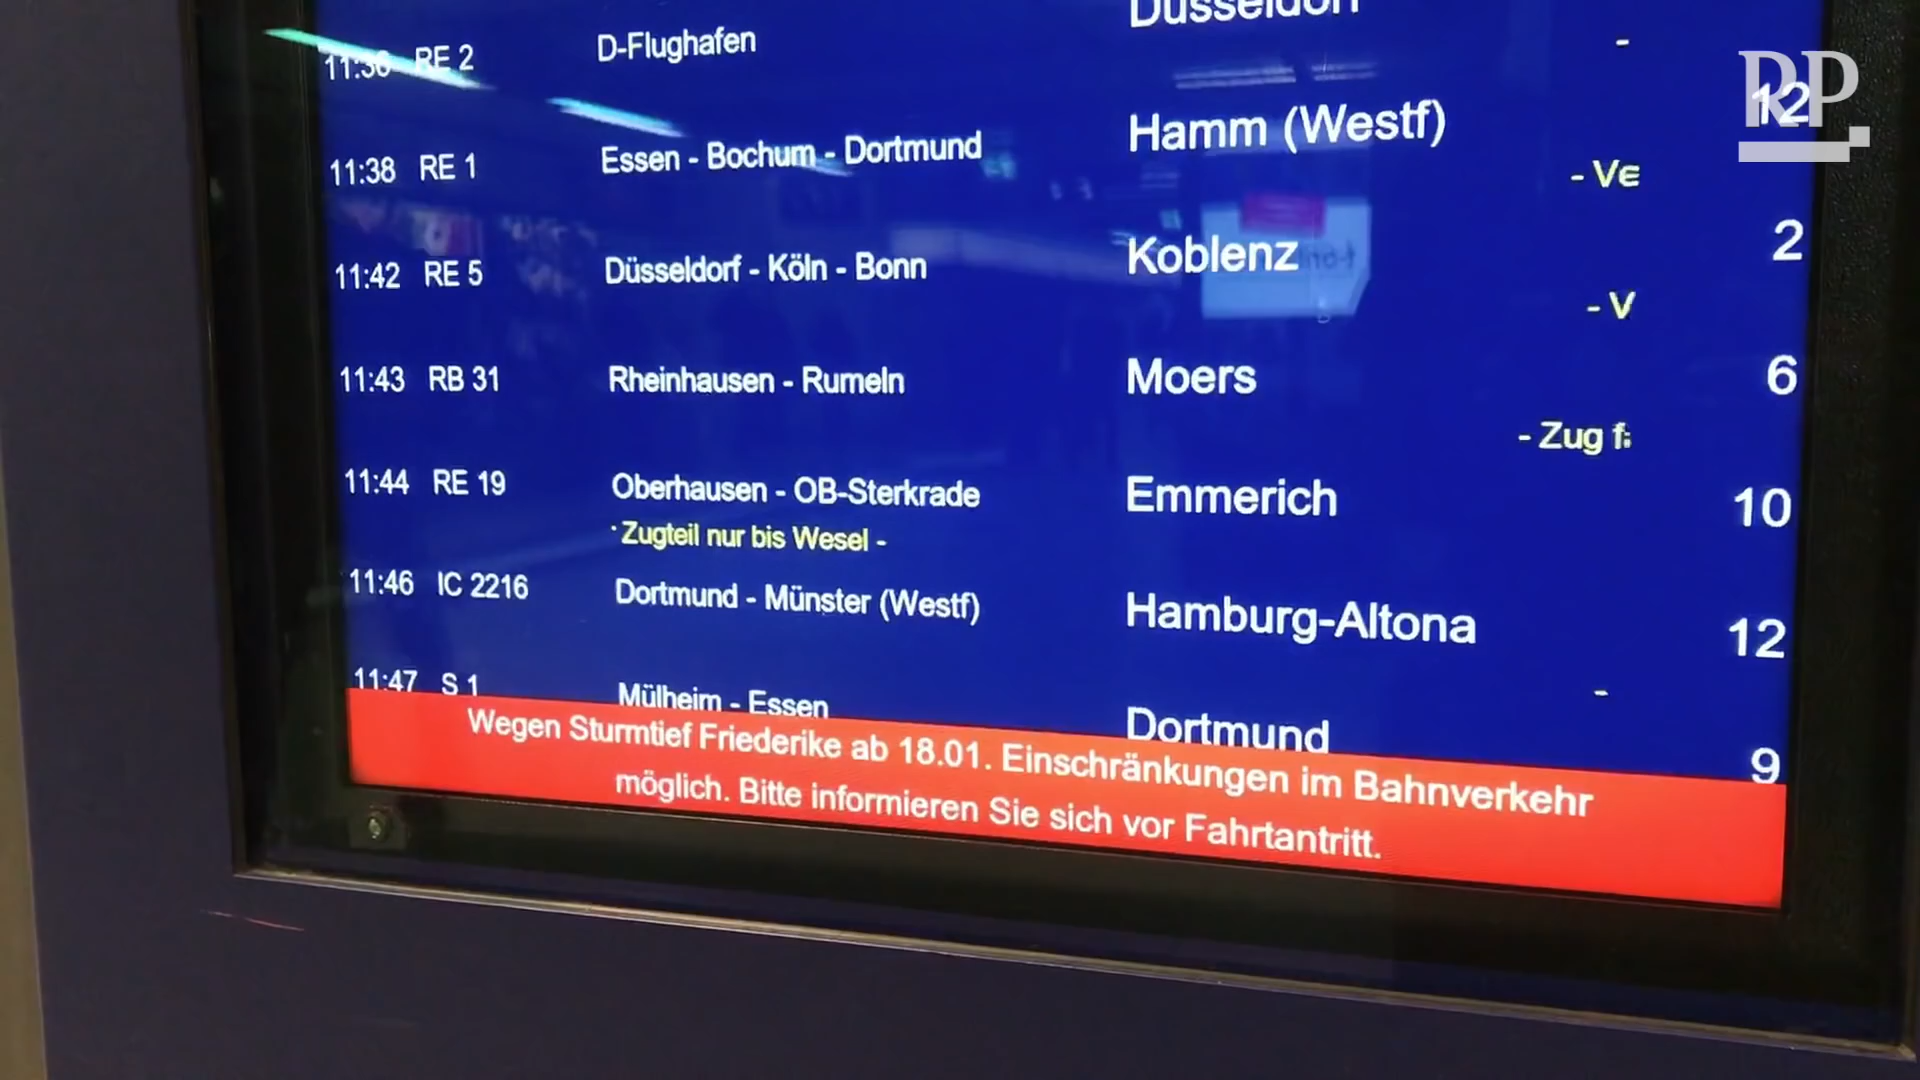 Düsseldorf
11:36 RE 2 D-Flughafen
-
12
RP
11:38 RE 1 Essen - Bochum - Dortmund Hamm (Westf)
-
2
11:42 RE 5 Düsseldorf - Köln - Bonn Koblenz
- V
6
11:43 RB 31 Rheinhausen - Rumeln Moers
- Zug
10
11:44 RE 19 Oberhausen - OB-Sterkrade Emmerich
· Zugteil nur bis Wesel -
12
11:46 IC 2216 Dortmund - Münster (Westf) Hamburg-Altona
-
9
11:47 S 1 Mülheim - Essen Dortmund
Wegen Sturmtief Friederike ab 18.01. Einschränkungen im Bahnverkehr
möglich. Bitte informieren Sie sich vor Fahrtantritt.